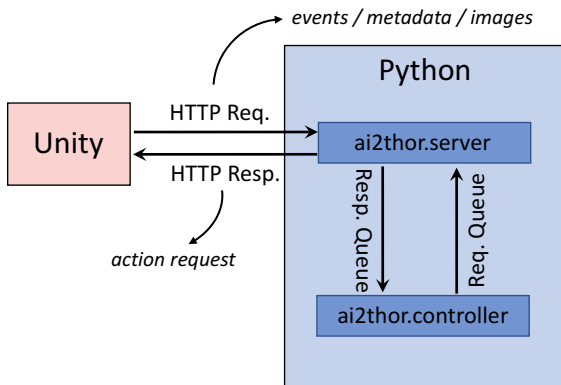 events / metadata / images
Python
HTTP Req.
Unity
ai2thor.server
HTTP Resp.
Resp. Queue
Req. Queue
action request
ai2thor.controller